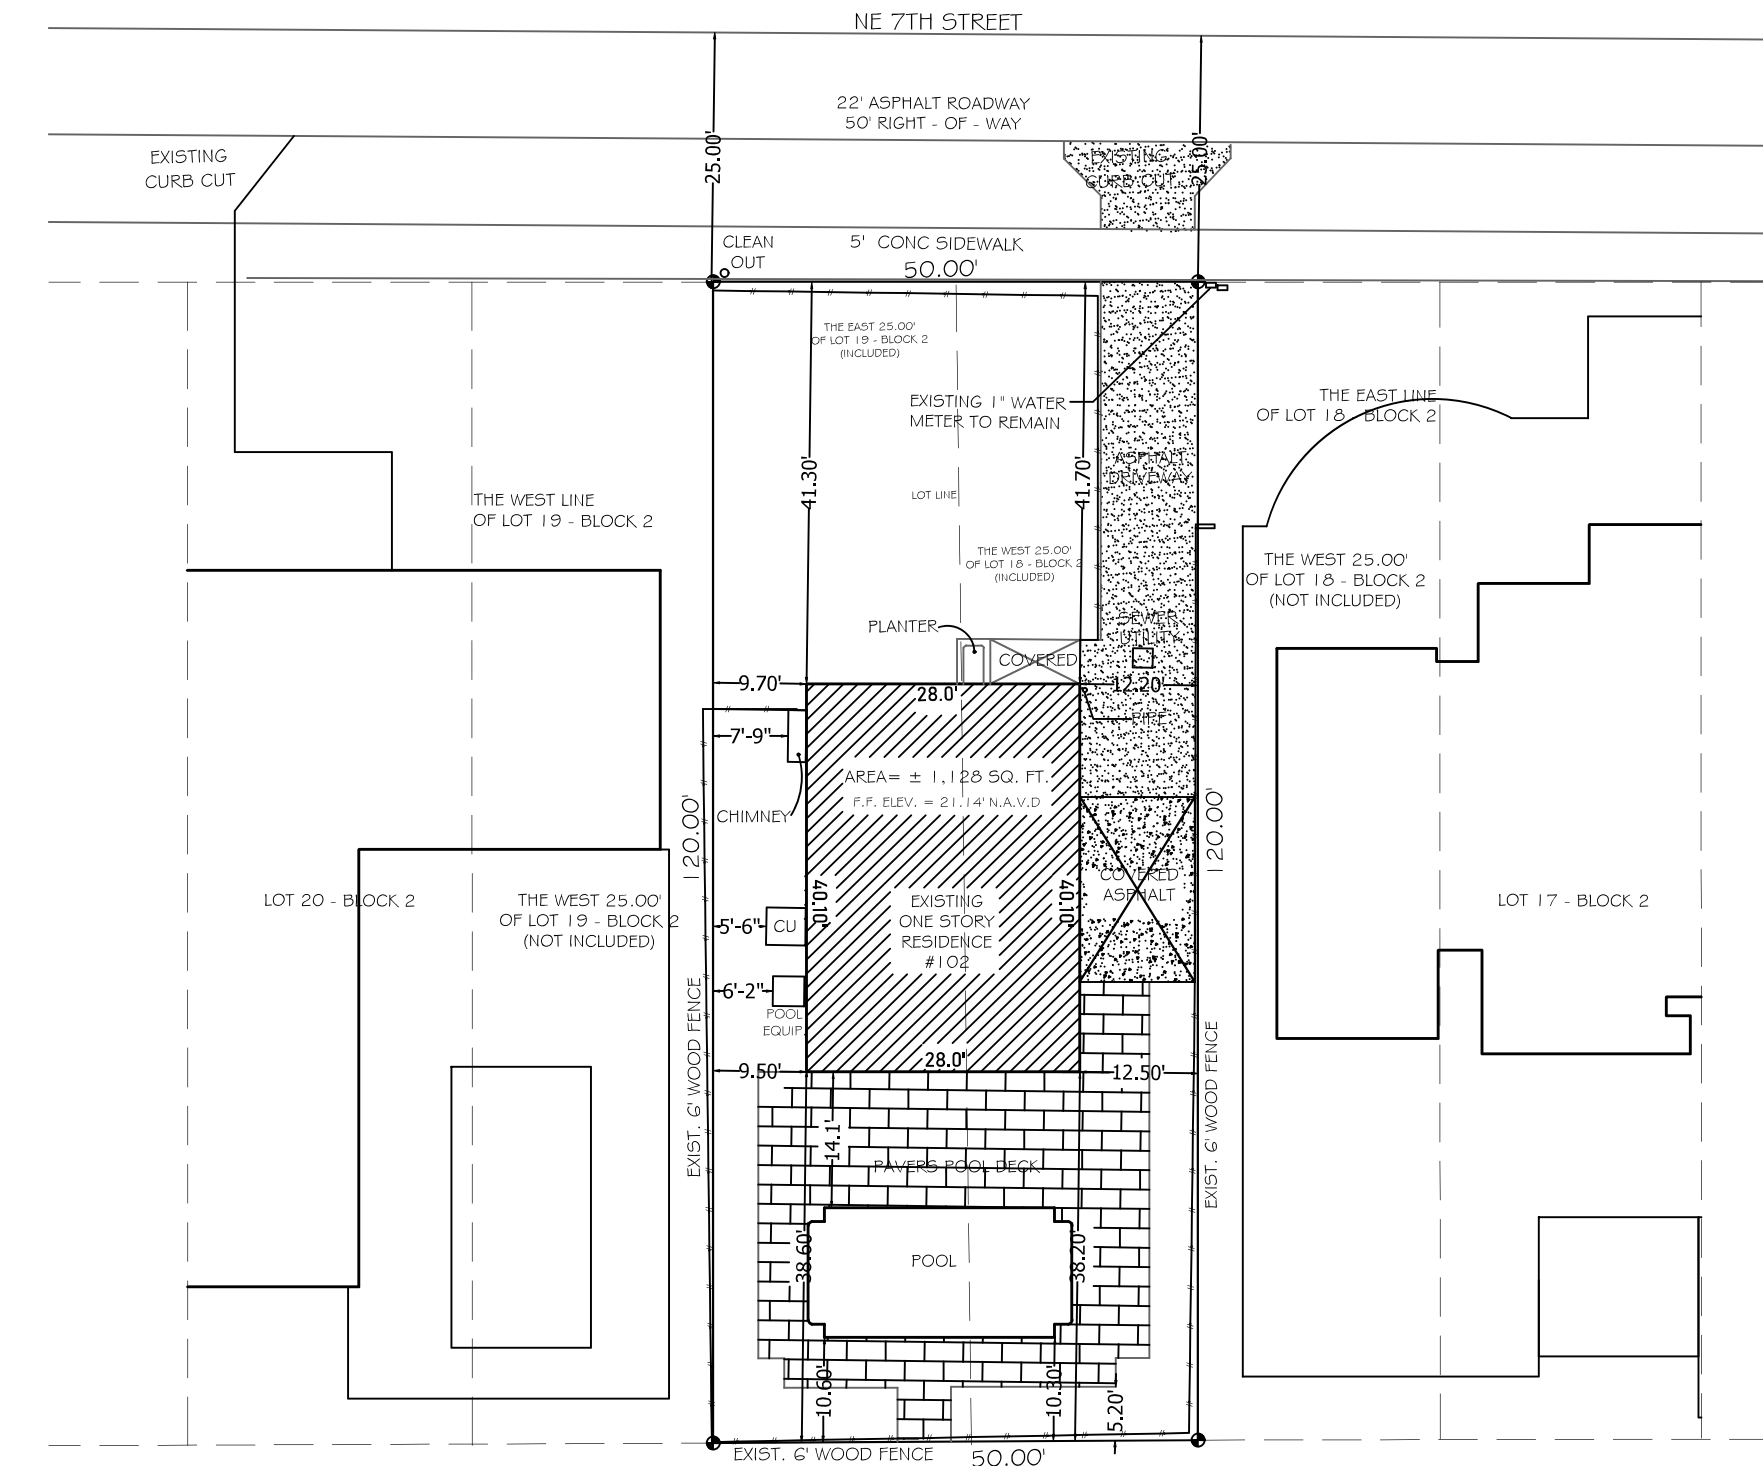 NE 7TH STREET
22' ASPHALT ROADWAY
50' RIGHT - OF - WAY
EXISTING
CURB CUT
25.00'
EXISTING
CURB CUT
25.00'
CLEAN
OUT
5' CONC SIDEWALK
50.00'
THE EAST 25.00'
OF LOT 19 - BLOCK 2
(INCLUDED)
EXISTING 1" WATER
METER TO REMAIN
THE EAST LINE
OF LOT 18 - BLOCK 2
41.30'
41.70'
ASPHALT
DRIVEWAY
LOT LINE
THE WEST LINE
OF LOT 19 - BLOCK 2
THE WEST 25.00'
OF LOT 18 - BLOCK 2
(INCLUDED)
THE WEST 25.00'
OF LOT 18 - BLOCK 2
(NOT INCLUDED)
PLANTER
SEWER
UTILITY
COVERED
9.70'
28.0'
12.20'
PIPE
7'-9"
AREA= ± 1,128 SQ. FT.
F.F. ELEV. = 21.14' N.A.V.D
CHIMNEY
120.00'
120.00'
40.10'
40.10'
COVERED
ASPHALT
LOT 20 - BLOCK 2
THE WEST 25.00'
OF LOT 19 - BLOCK 2
(NOT INCLUDED)
EXISTING
ONE STORY
RESIDENCE
#102
LOT 17 - BLOCK 2
5'-6"
CU
6'-2"
POOL
EQUIP.
EXIST. 6' WOOD FENCE
EXIST. 6' WOOD FENCE
9.50'
28.0'
12.50'
14.1'
PAVERS POOL DECK
38.60'
POOL
38.20'
10.60'
10.30'
5.20'
EXIST. 6' WOOD FENCE
50.00'